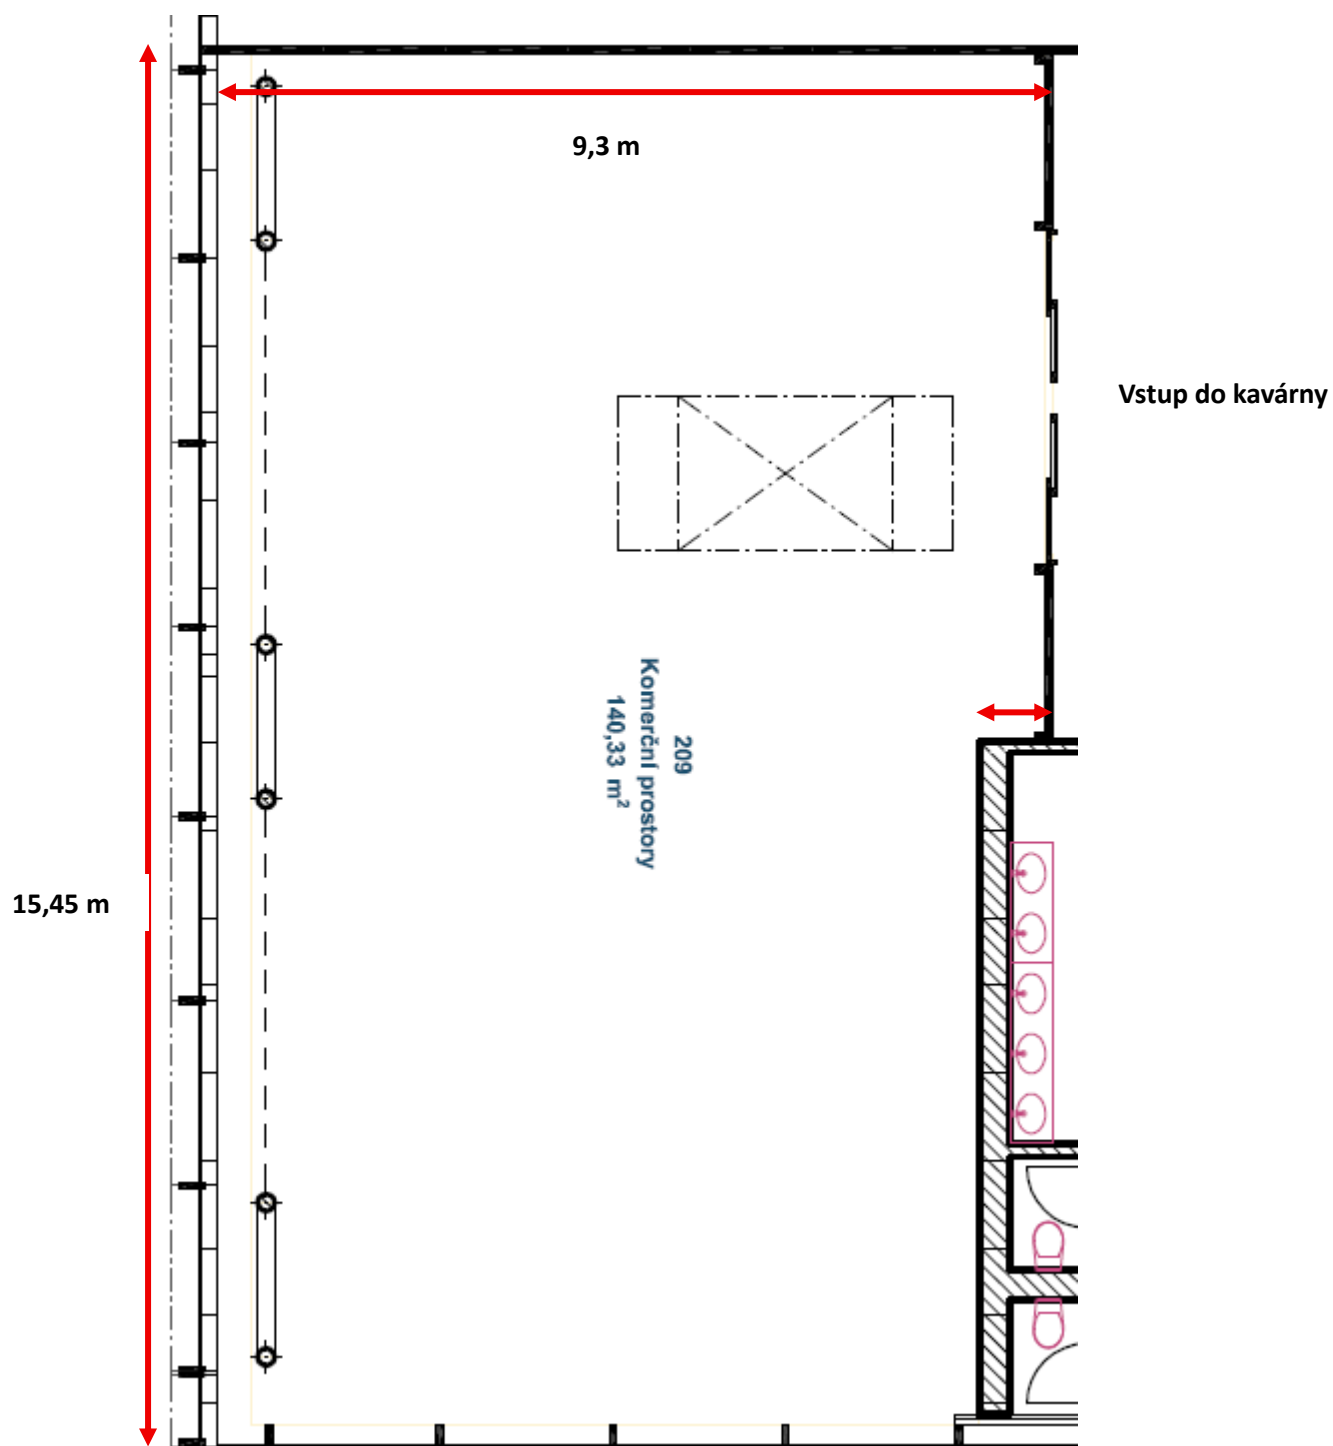 9,3 m
Vstup do kavárny
209
Komerční prostory
140,33 m²
15,45 m